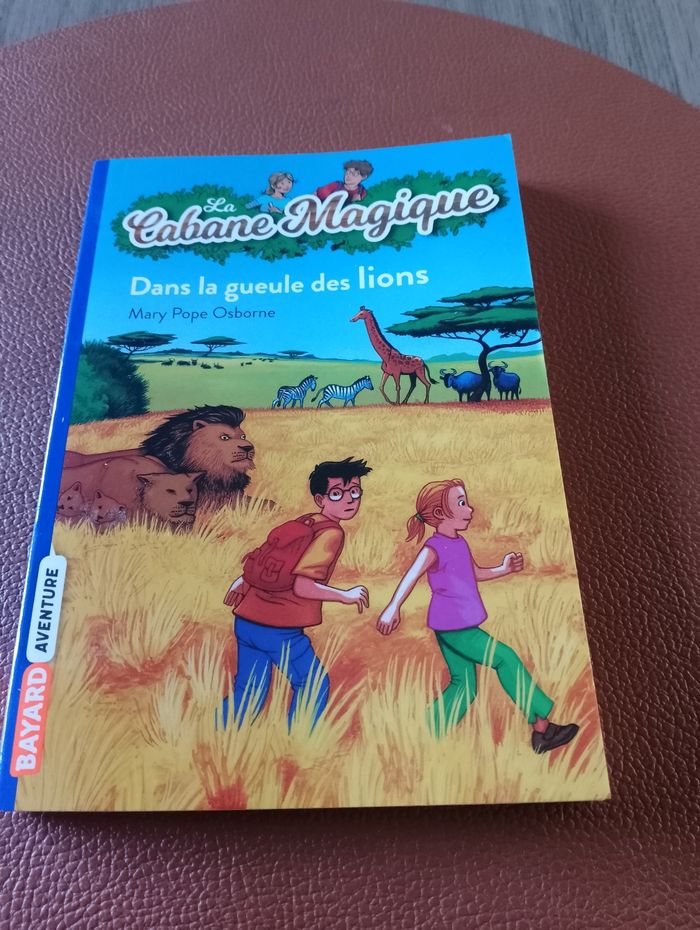 La
Cabane Magique
Dans la gueule des lions
Mary Pope Osborne
BAYARD AVENTURE